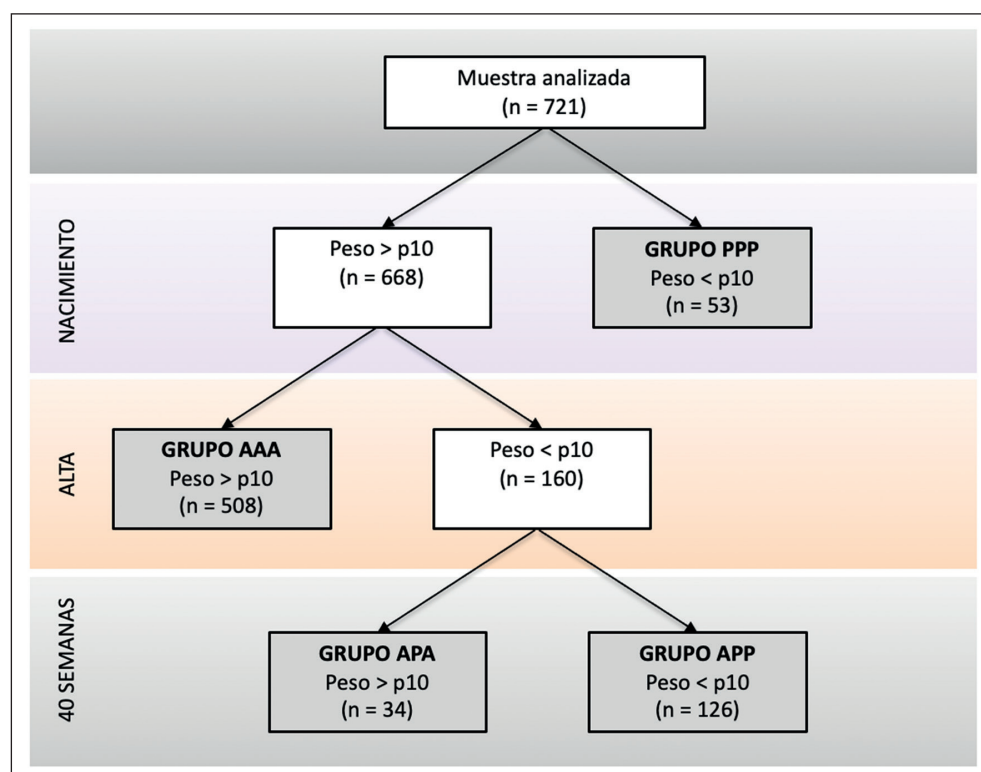 Muestra analizada
(n = 721)
NACIMIENTO
Peso > p10
(n = 668)
GRUPO PPP
Peso < p10
(n = 53)
ALTA
GRUPO AAA
Peso > p10
(n = 508)
Peso < p10
(n = 160)
40 SEMANAS
GRUPO APA
Peso > p10
(n = 34)
GRUPO APP
Peso < p10
(n = 126)